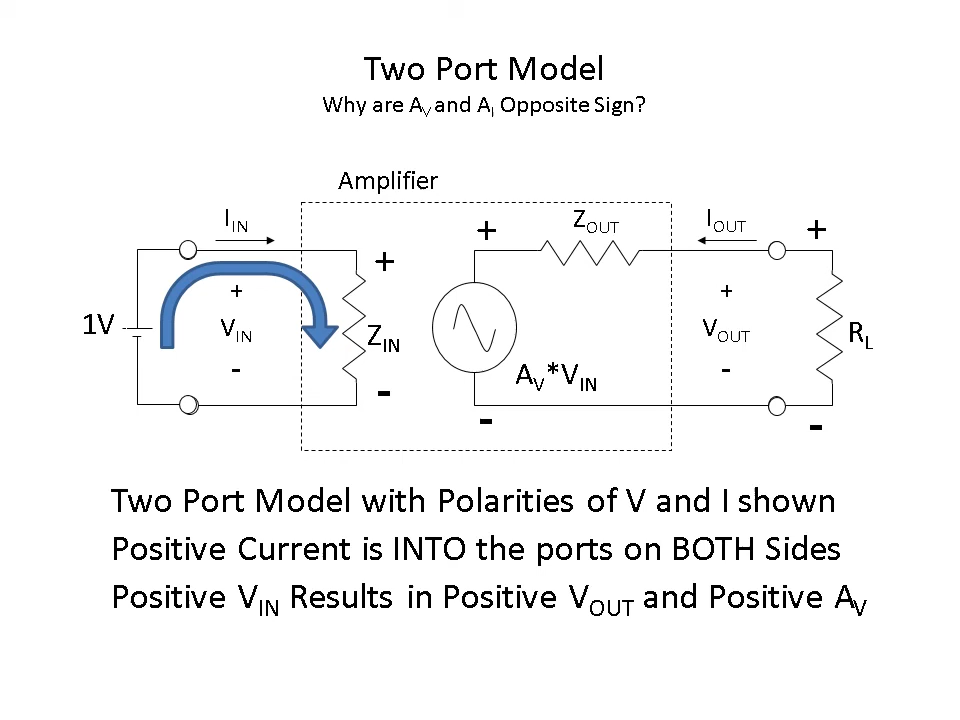 Two Port Model
Why are AV and AI Opposite Sign?
Amplifier
IIN
ZOUT
IOUT
+
+
+
+
+
1V
VIN
ZIN
VOUT
RL
-
-
-
AV*VIN
-
-
Two Port Model with Polarities of V and I shown
Positive Current is INTO the ports on BOTH Sides
Positive VIN Results in Positive VOUT and Positive AV